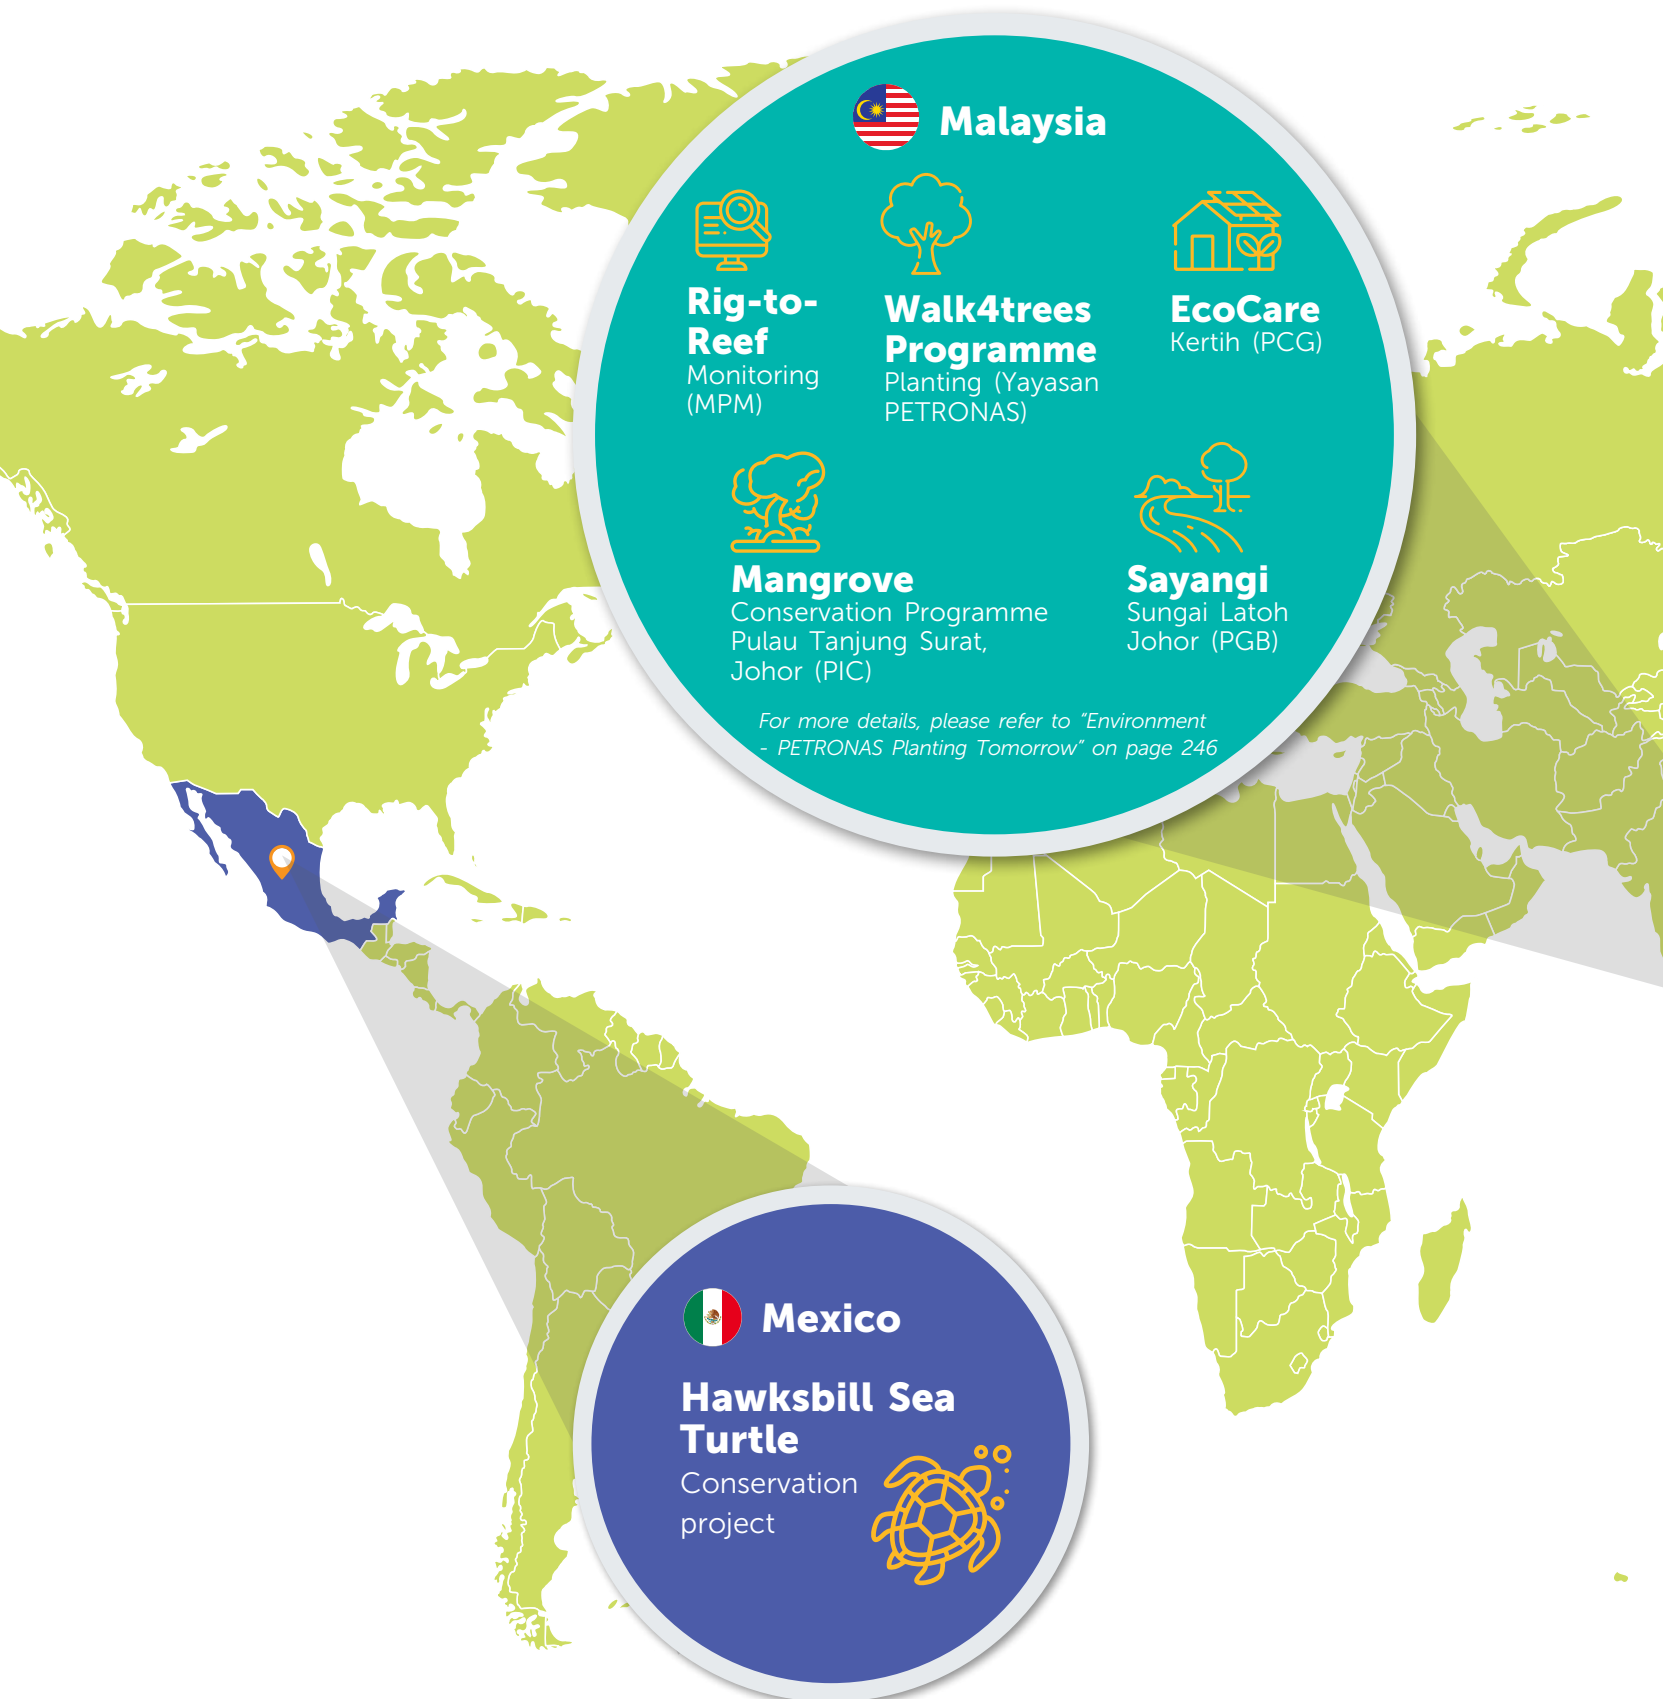 Malaysia
Rig-to-
Reef
Monitoring
(MPM)
Walk4trees
Programme
Planting (Yayasan
PETRONAS)
EcoCare
Kertih (PCG)
Mangrove
Conservation Programme
Pulau Tanjung Surat,
Johor (PIC)
Sayangi
Sungai Latoh
Johor (PGB)
For more details, please refer to “Environment
- PETRONAS Planting Tomorrow” on page 246
Mexico
Hawksbill Sea
Turtle
Conservation
project